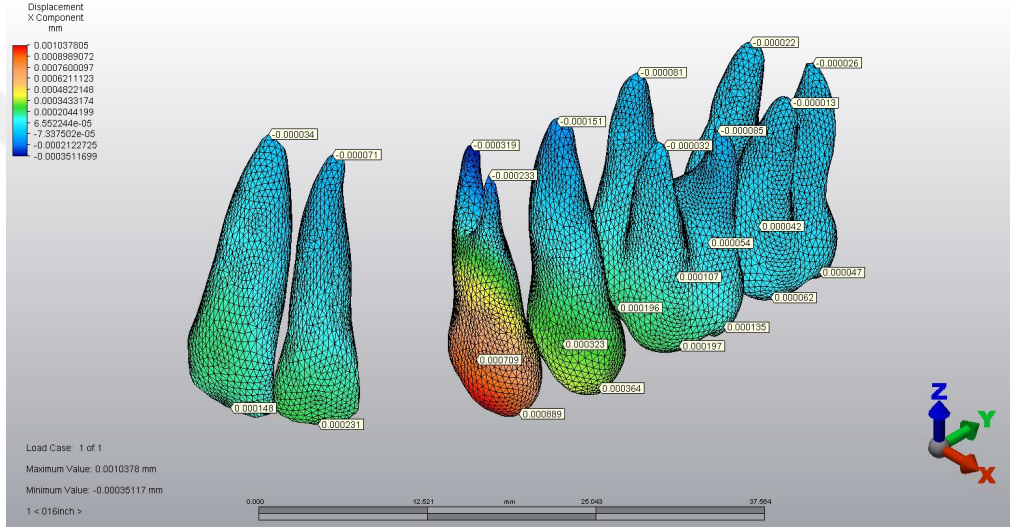 Displacement
X Component
mm
0.001037805
0.0008989072
0.0007600097
0.0006211123
0.0004822148
0.0003433174
0.0002044199
6.552244e-05
-7.337502e-05
-0.0002122725
-0.0003511699
-0.000022
-0.000026
-0.000081
-0.000013
-0.000151
-0.000085
-0.000034
-0.000032
-0.000071
-0.000319
-0.000233
0.000042
0.000054
0.000047
0.000107
0.000062
0.000196
0.000135
0.000323
0.000197
0.000709
0.000364
0.000148
0.000889
0.000231
Z
Y
X
Load Case: 1 of 1
Maximum Value: 0.0010378 mm
Minimum Value: -0.00035117 mm
1 < 016inch >
0.000 12.521 mm 25.043 37.564